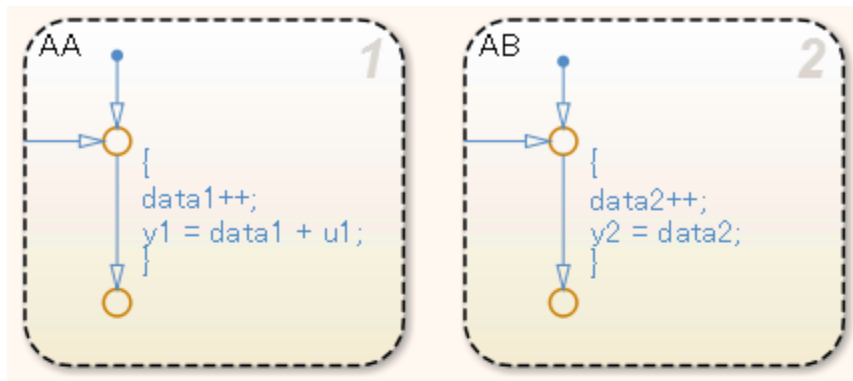 AA
1
{
data1++;
y1 = data1 + u1;
}
AB
2
{
data2++;
y2 = data2;
}